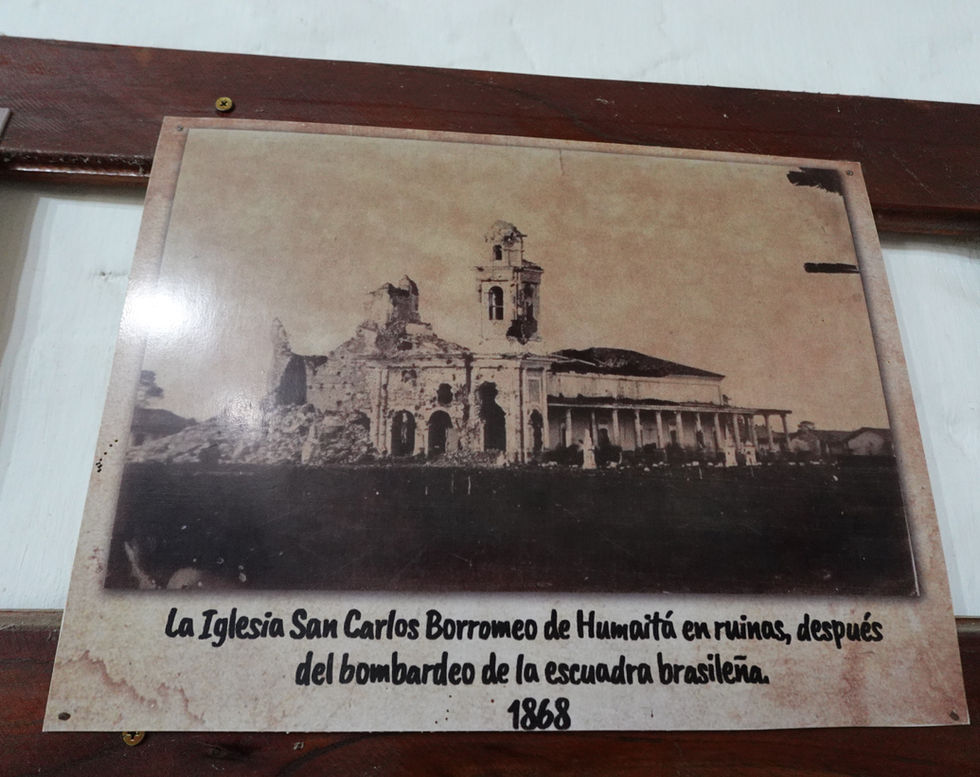 La Iglesia San Carlos Borromeo de Humaitá en ruinas, después
del bombardeo de la escuadra brasileña.
1868